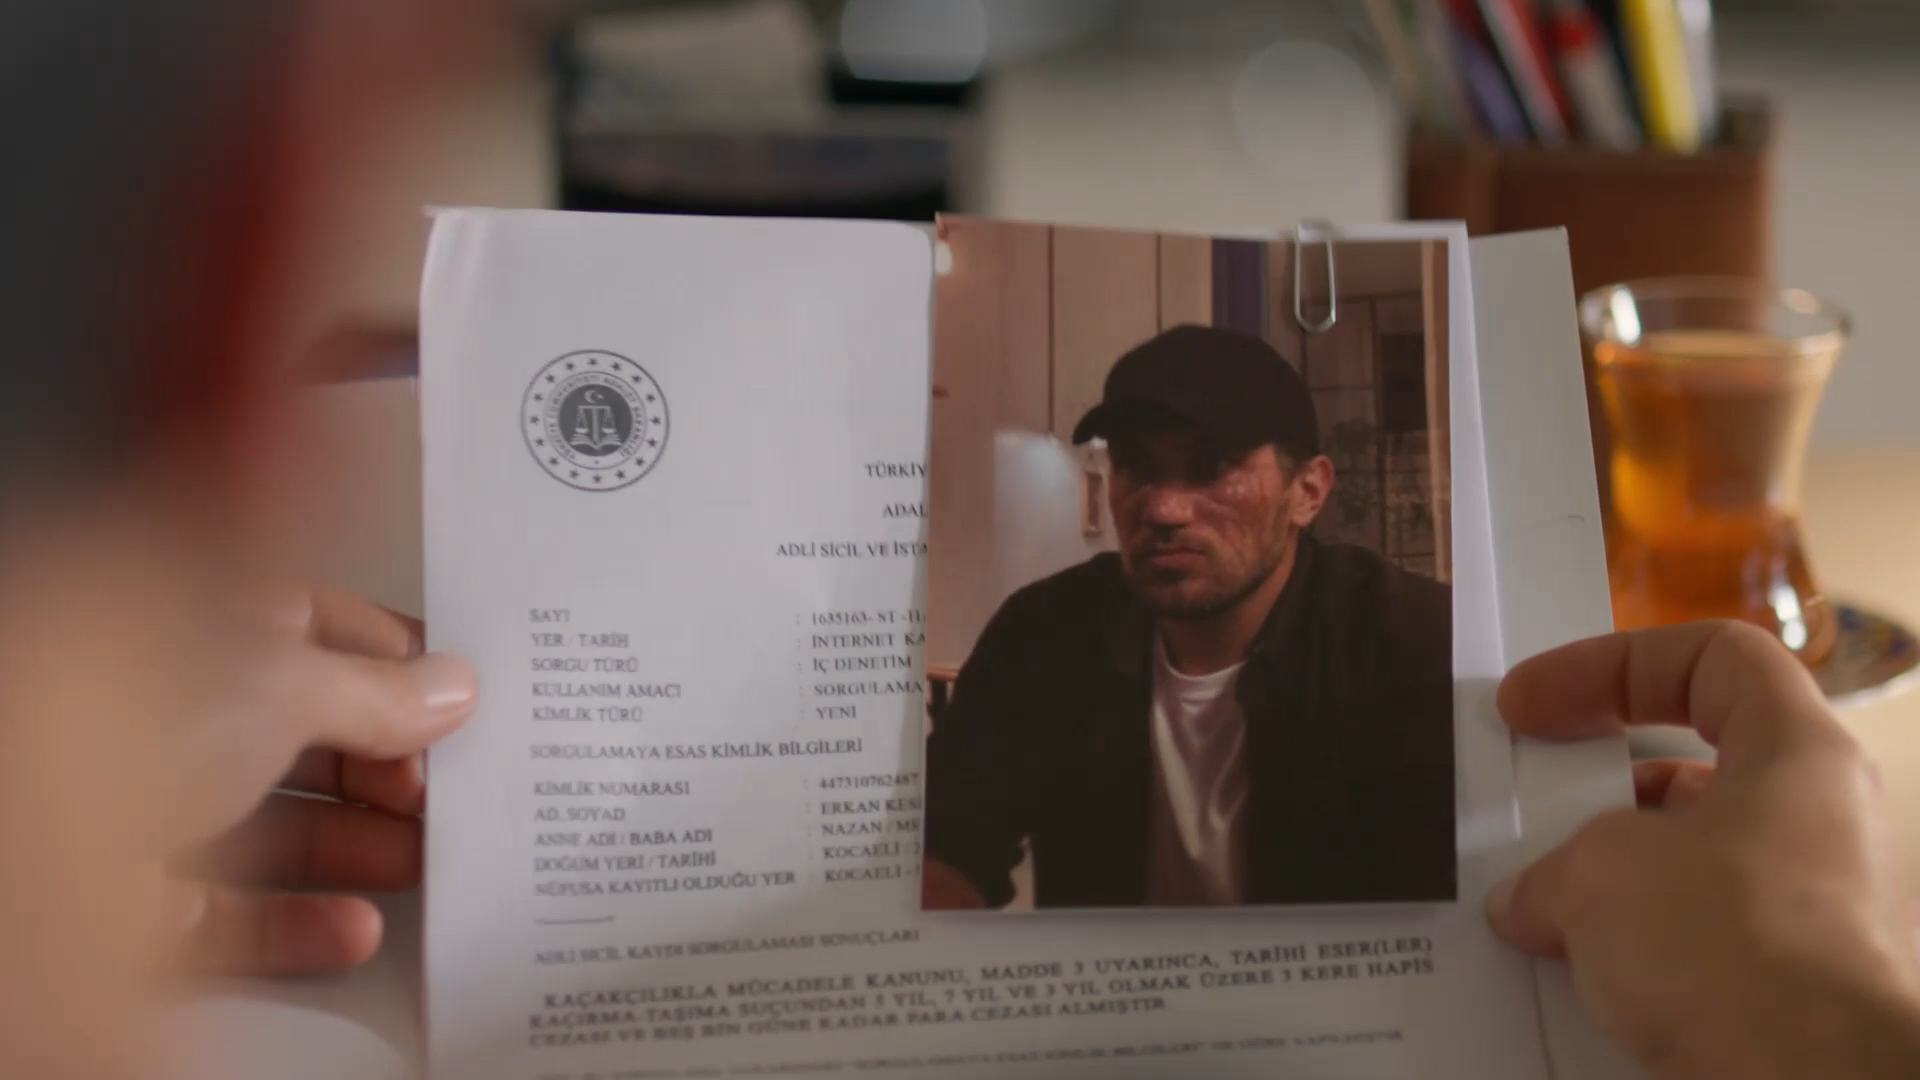 TÜRKİY
ADAL
ADLİ SİCİL VE İSTA
SAYI : 1635163- ST -
YER / TARİH : İNTERNET KA
SORGU TÜRÜ : İÇ DENETİM
KULLANIM AMACI : SORGULAMA
KİMLİK TÜRÜ : YENİ
SORGULAMAYA ESAS KİMLİK BİLGİLERİ
KİMLİK NUMARASI : 447310762487
AD, SOYAD : ERKAN KES
ANNE ADI / BABA ADI : NAZAN /
DOĞUM YERİ / TARİHİ : KOCAELİ / 2
NÜFUSA KAYITLI OLDUĞU YER : KOCAELİ -
ADLİ SİCİL KAYDI SORGULAMASI SONUÇLARI
KAÇAKÇILIKLA MÜCADELE KANUNU, MADDE 3 UYARINCA, TARİHİ ESER(LER)
KAÇIRMA-TAŞIMA SUÇUNDAN 5 YIL, 7 YIL VE 3 YIL OLMAK ÜZERE 3 KERE HAPİS
CEZASI VE BEŞ BİN GÜNE KADAR PARA CEZASI ALMIŞTIR